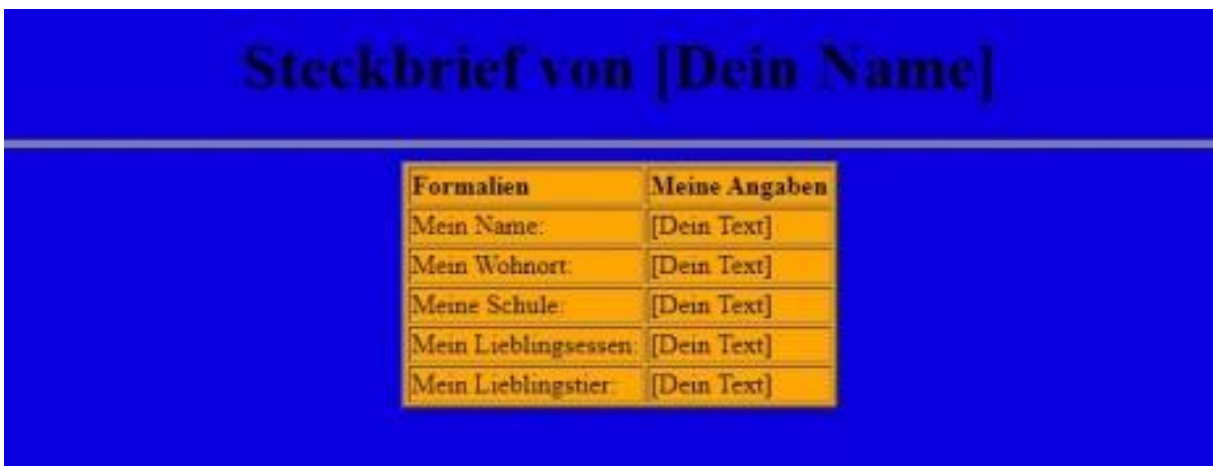 Steckbrief von [Dein Name]
Formalien Meine Angaben
Mein Name: [Dein Text]
Mein Wohnort: [Dein Text]
Meine Schule: [Dein Text]
Mein Lieblingsessen: [Dein Text]
Mein Lieblingstier: [Dein Text]